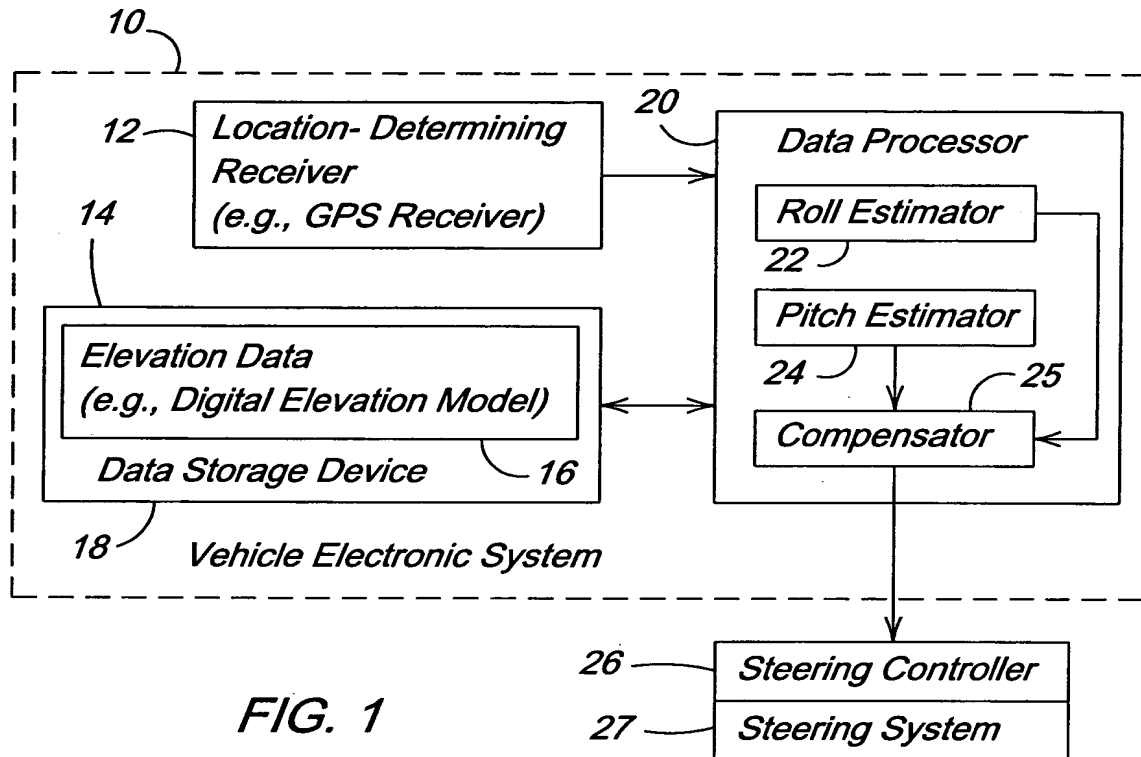 10
12
Location- Determining
Receiver
(e.g., GPS Receiver)
14
Elevation Data
(e.g., Digital Elevation Model)
16
Data Storage Device
18
Vehicle Electronic System
20
Data Processor
Roll Estimator
22
Pitch Estimator
24
25
Compensator
26
Steering Controller
27
Steering System
FIG. 1